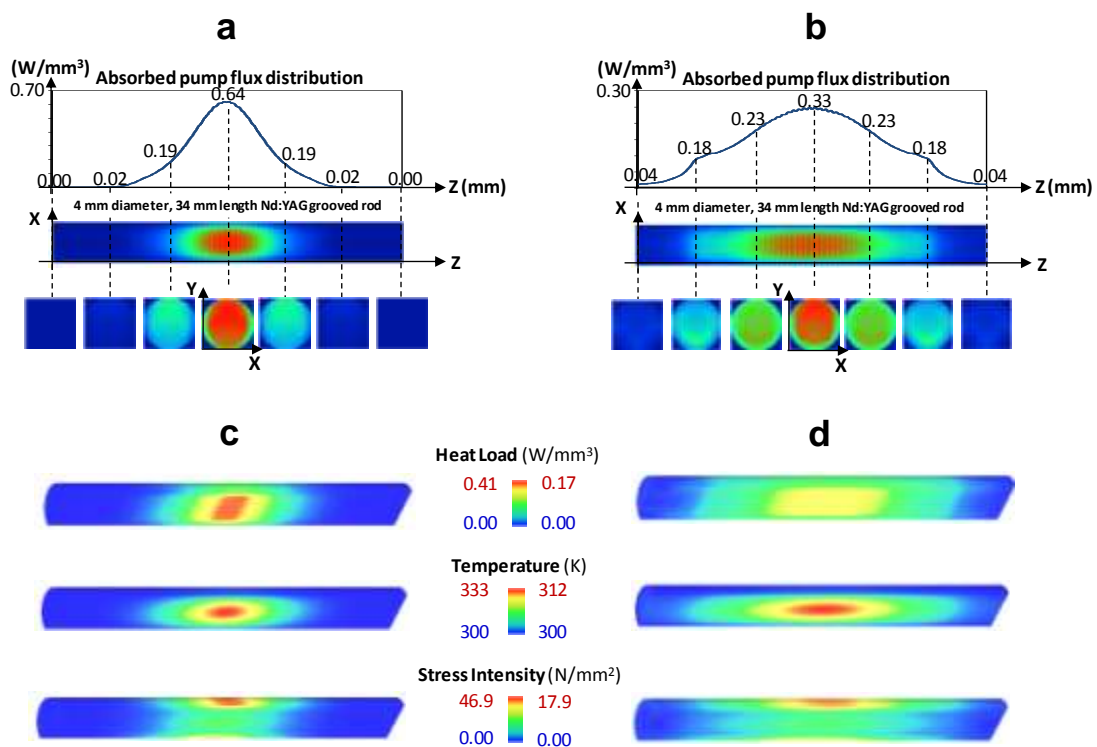 a
(W/mm³)
Absorbed pump flux distribution
0.70
0.64
0.19
0.19
0.00
0.02
0.02
0.00
Z (mm)
X
4 mm diameter, 34 mm length Nd:YAG grooved rod
Z
Y
X
b
(W/mm³)
Absorbed pump flux distribution
0.30
0.33
0.23
0.23
0.18
0.18
0.04
0.04
Z (mm)
X
4 mm diameter, 34 mm length Nd:YAG grooved rod
Z
Y
X
c
d
Heat Load (W/mm³)
0.41 0.17
0.00 0.00
Temperature (K)
333 312
300 300
Stress Intensity (N/mm²)
46.9 17.9
0.00 0.00